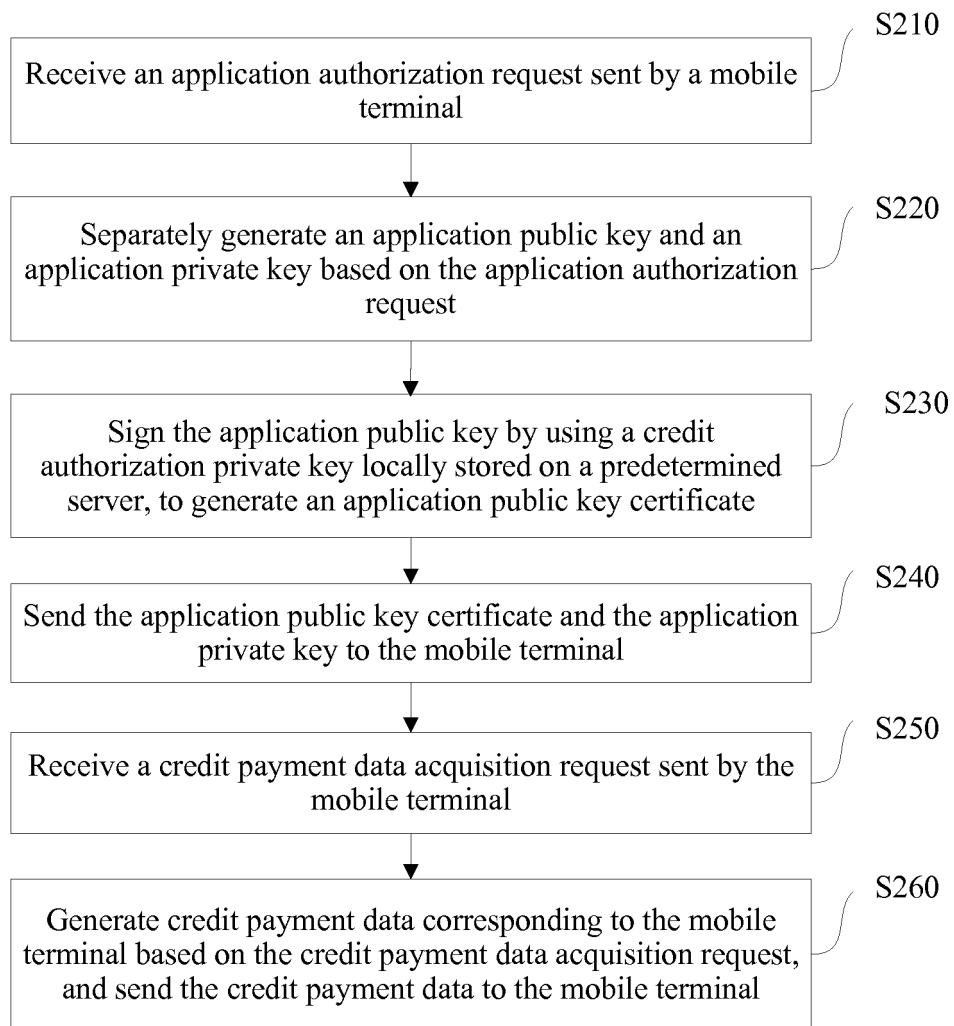 S210
Receive an application authorization request sent by a mobile
terminal
S220
Separately generate an application public key and an
application private key based on the application authorization
request
S230
Sign the application public key by using a credit
authorization private key locally stored on a predetermined
server, to generate an application public key certificate
S240
Send the application public key certificate and the application
private key to the mobile terminal
S250
Receive a credit payment data acquisition request sent by the
mobile terminal
S260
Generate credit payment data corresponding to the mobile
terminal based on the credit payment data acquisition request,
and send the credit payment data to the mobile terminal